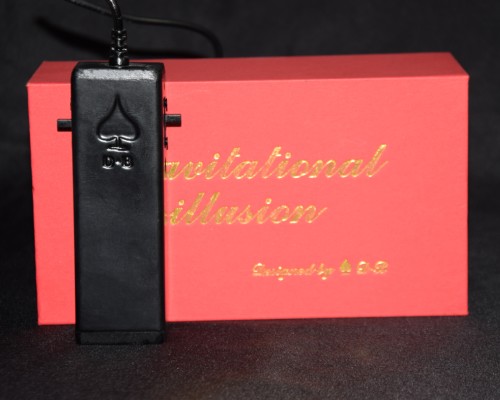 D-B
avitational
illusion
Designed by